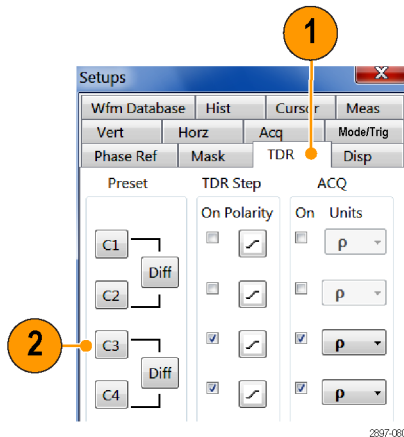 1
Setups X
Wfm Database Hist Cursor Meas
Vert Horz Acq Mode/Trig
Phase Ref Mask TDR Disp
Preset TDR Step ACQ
On Polarity On Units
C1 ρ
Diff
C2 ρ
2 C3 ρ
Diff
C4 ρ
2897-080